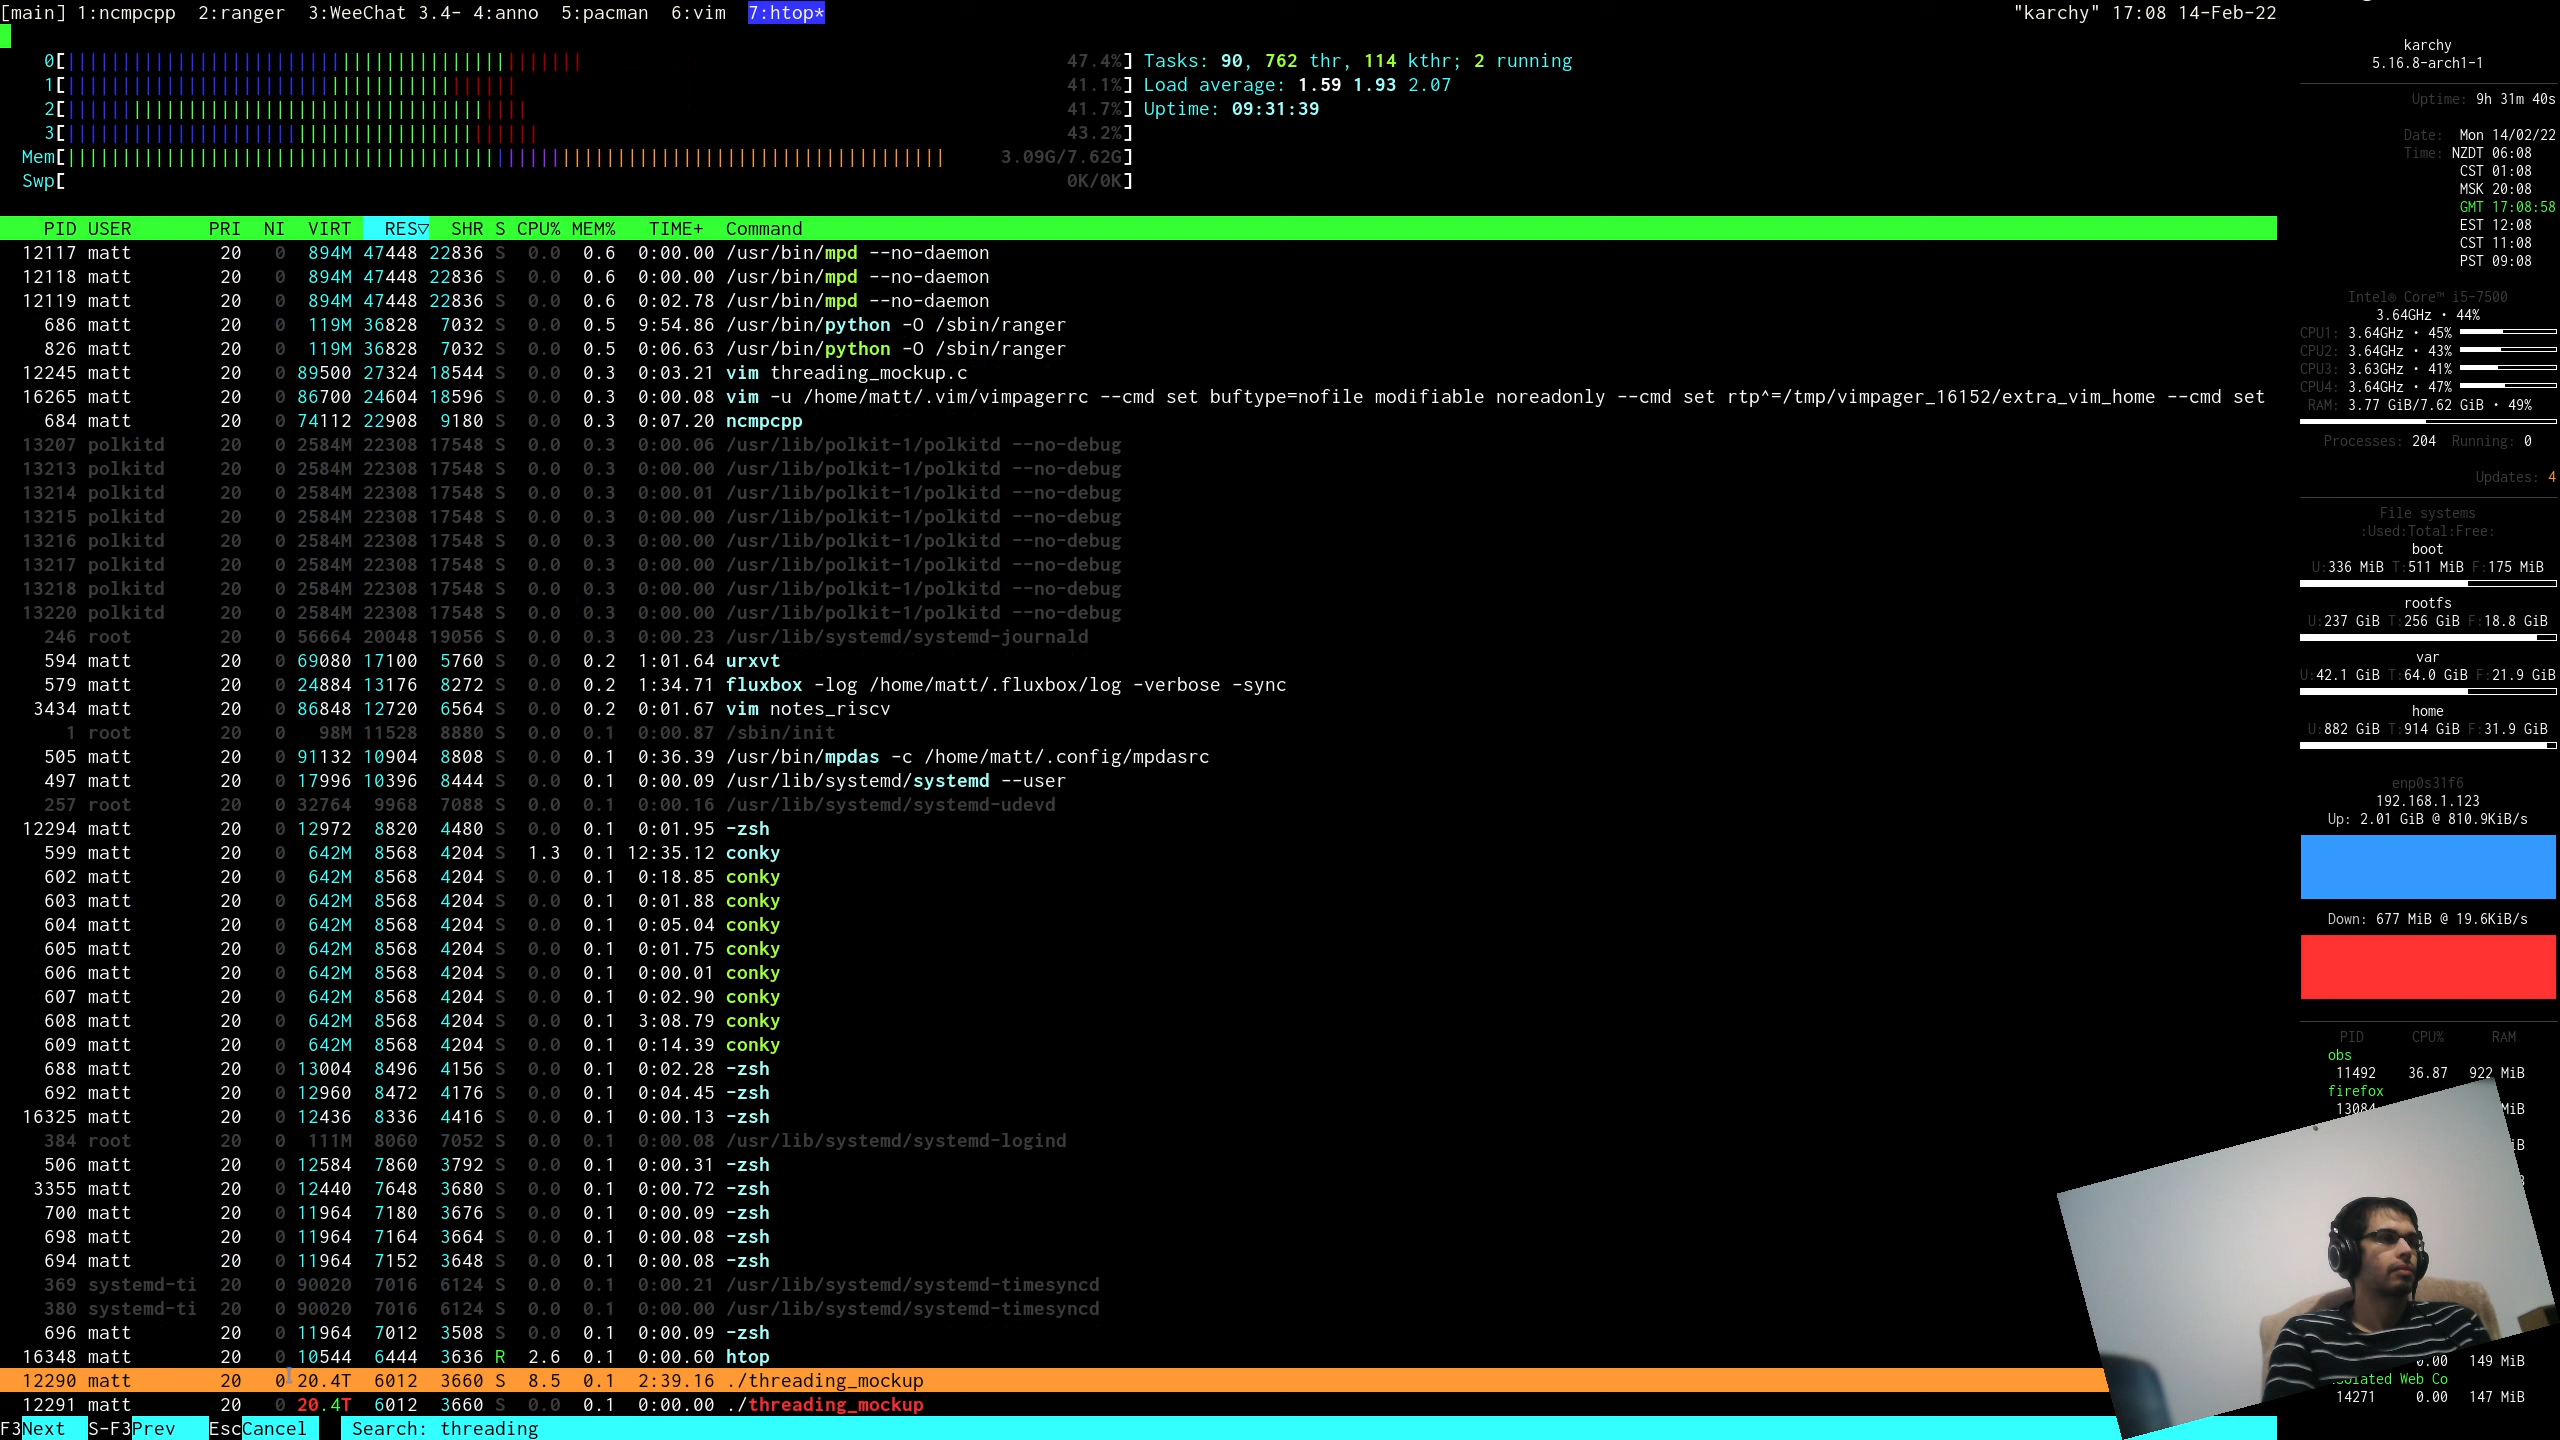 [main] 1:ncmpcpp  2:ranger  3:WeeChat 3.4- 4:anno  5:pacman  6:vim  7:htop*
"karchy" 17:08 14-Feb-22
0[ 47.4%] Tasks: 90, 762 thr, 114 kthr; 2 running
1[ 41.1%] Load average: 1.59 1.93 2.07
2[ 41.7%] Uptime: 09:31:39
3[ 43.2%]
Mem[ 3.09G/7.62G]
Swp[ 0K/0K]
PID USER PRI NI VIRT RES▽ SHR S CPU% MEM% TIME+ Command
12117 matt 20 0 894M 47448 22836 S 0.0 0.6 0:00.00 /usr/bin/mpd --no-daemon
12118 matt 20 0 894M 47448 22836 S 0.0 0.6 0:00.00 /usr/bin/mpd --no-daemon
12119 matt 20 0 894M 47448 22836 S 0.0 0.6 0:02.78 /usr/bin/mpd --no-daemon
686 matt 20 0 119M 36828 7032 S 0.0 0.5 9:54.86 /usr/bin/python -O /sbin/ranger
826 matt 20 0 119M 36828 7032 S 0.0 0.5 0:06.63 /usr/bin/python -O /sbin/ranger
12245 matt 20 0 89500 27324 18544 S 0.0 0.3 0:03.21 vim threading_mockup.c
16265 matt 20 0 86700 24604 18596 S 0.0 0.3 0:00.08 vim -u /home/matt/.vim/vimpagerrc --cmd set buftype=nofile modifiable noreadonly --cmd set rtp^=/tmp/vimpager_16152/extra_vim_home --cmd set
684 matt 20 0 74112 22908 9180 S 0.0 0.3 0:07.20 ncmpcpp
13207 polkitd 20 0 2584M 22308 17548 S 0.0 0.3 0:00.06 /usr/lib/polkit-1/polkitd --no-debug
13213 polkitd 20 0 2584M 22308 17548 S 0.0 0.3 0:00.00 /usr/lib/polkit-1/polkitd --no-debug
13214 polkitd 20 0 2584M 22308 17548 S 0.0 0.3 0:00.01 /usr/lib/polkit-1/polkitd --no-debug
13215 polkitd 20 0 2584M 22308 17548 S 0.0 0.3 0:00.00 /usr/lib/polkit-1/polkitd --no-debug
13216 polkitd 20 0 2584M 22308 17548 S 0.0 0.3 0:00.00 /usr/lib/polkit-1/polkitd --no-debug
13217 polkitd 20 0 2584M 22308 17548 S 0.0 0.3 0:00.00 /usr/lib/polkit-1/polkitd --no-debug
13218 polkitd 20 0 2584M 22308 17548 S 0.0 0.3 0:00.00 /usr/lib/polkit-1/polkitd --no-debug
13220 polkitd 20 0 2584M 22308 17548 S 0.0 0.3 0:00.00 /usr/lib/polkit-1/polkitd --no-debug
246 root 20 0 56664 20048 19056 S 0.0 0.3 0:00.23 /usr/lib/systemd/systemd-journald
594 matt 20 0 69080 17100 5760 S 0.0 0.2 1:01.64 urxvt
579 matt 20 0 24884 13176 8272 S 0.0 0.2 1:34.71 fluxbox -log /home/matt/.fluxbox/log -verbose -sync
3434 matt 20 0 86848 12720 6564 S 0.0 0.2 0:01.67 vim notes_riscv
1 root 20 0 98M 11528 8880 S 0.0 0.1 0:00.87 /sbin/init
505 matt 20 0 91132 10904 8808 S 0.0 0.1 0:36.39 /usr/bin/mpdas -c /home/matt/.config/mpdasrc
497 matt 20 0 17996 10396 8444 S 0.0 0.1 0:00.09 /usr/lib/systemd/systemd --user
257 root 20 0 32764 9968 7088 S 0.0 0.1 0:00.16 /usr/lib/systemd/systemd-udevd
12294 matt 20 0 12972 8820 4480 S 0.0 0.1 0:01.95 -zsh
599 matt 20 0 642M 8568 4204 S 1.3 0.1 12:35.12 conky
602 matt 20 0 642M 8568 4204 S 0.0 0.1 0:18.85 conky
603 matt 20 0 642M 8568 4204 S 0.0 0.1 0:01.88 conky
604 matt 20 0 642M 8568 4204 S 0.0 0.1 0:05.04 conky
605 matt 20 0 642M 8568 4204 S 0.0 0.1 0:01.75 conky
606 matt 20 0 642M 8568 4204 S 0.0 0.1 0:00.01 conky
607 matt 20 0 642M 8568 4204 S 0.0 0.1 0:02.90 conky
608 matt 20 0 642M 8568 4204 S 0.0 0.1 3:08.79 conky
609 matt 20 0 642M 8568 4204 S 0.0 0.1 0:14.39 conky
688 matt 20 0 13004 8496 4156 S 0.0 0.1 0:02.28 -zsh
692 matt 20 0 12960 8472 4176 S 0.0 0.1 0:04.45 -zsh
16325 matt 20 0 12436 8336 4416 S 0.0 0.1 0:00.13 -zsh
384 root 20 0 111M 8060 7052 S 0.0 0.1 0:00.08 /usr/lib/systemd/systemd-logind
506 matt 20 0 12584 7860 3792 S 0.0 0.1 0:00.31 -zsh
3355 matt 20 0 12440 7648 3680 S 0.0 0.1 0:00.72 -zsh
700 matt 20 0 11964 7180 3676 S 0.0 0.1 0:00.09 -zsh
698 matt 20 0 11964 7164 3664 S 0.0 0.1 0:00.08 -zsh
694 matt 20 0 11964 7152 3648 S 0.0 0.1 0:00.08 -zsh
369 systemd-ti 20 0 90020 7016 6124 S 0.0 0.1 0:00.21 /usr/lib/systemd/systemd-timesyncd
380 systemd-ti 20 0 90020 7016 6124 S 0.0 0.1 0:00.00 /usr/lib/systemd/systemd-timesyncd
696 matt 20 0 11964 7012 3508 S 0.0 0.1 0:00.09 -zsh
16348 matt 20 0 10544 6444 3636 R 2.6 0.1 0:00.60 htop
12290 matt 20 0 20.4T 6012 3660 S 8.5 0.1 2:39.16 ./threading_mockup
12291 matt 20 0 20.4T 6012 3660 S 0.0 0.1 0:00.00 ./threading_mockup
F3Next  S-F3Prev  EscCancel  Search: threading
karchy
5.16.8-arch1-1
Uptime: 9h 31m 40s
Date: Mon 14/02/22
Time: NZDT 06:08
CST 01:08
MSK 20:08
GMT 17:08:58
EST 12:08
CST 11:08
PST 09:08
Intel® Core™ i5-7500
3.64GHz • 44%
CPU1: 3.64GHz • 45%
CPU2: 3.64GHz • 43%
CPU3: 3.63GHz • 41%
CPU4: 3.64GHz • 47%
RAM: 3.77 GiB/7.62 GiB • 49%
Processes: 204 Running: 0
Updates: 4
File systems
:Used:Total:Free:
boot
U:336 MiB T:511 MiB F:175 MiB
rootfs
U:237 GiB T:256 GiB F:18.8 GiB
var
U:42.1 GiB T:64.0 GiB F:21.9 GiB
home
U:882 GiB T:914 GiB F:31.9 GiB
enp0s31f6
192.168.1.123
Up: 2.01 GiB @ 810.9KiB/s
Down: 677 MiB @ 19.6KiB/s
PID CPU% RAM
obs
11492 36.87 922 MiB
firefox
13084 MiB
0.00 149 MiB
Web Co
14271 0.00 147 MiB